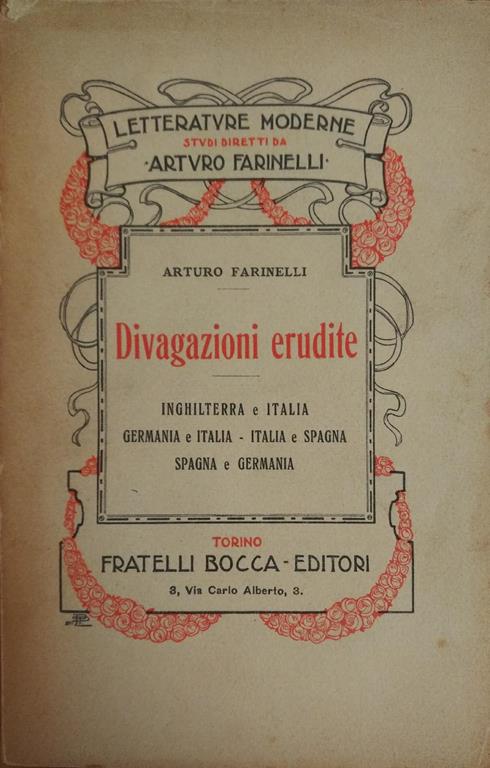 LETTERATVRE MODERNE
STVDI DIRETTI DA
·ARTVRO FARINELLI·
ARTURO FARINELLI
Divagazioni erudite
INGHILTERRA e ITALIA
GERMANIA e ITALIA - ITALIA e SPAGNA
SPAGNA e GERMANIA
TORINO
FRATELLI BOCCA - EDITORI
3, Via Carlo Alberto, 3.